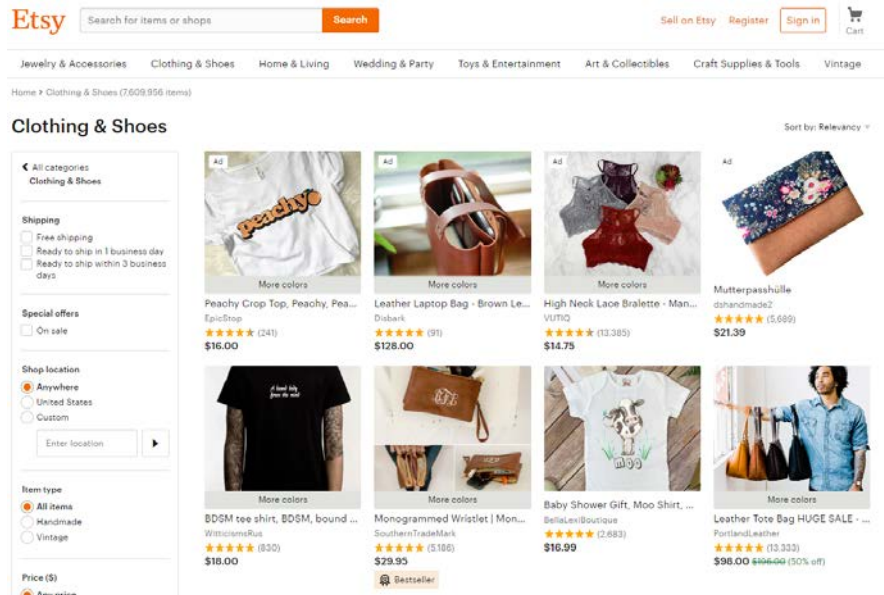 Etsy
Search for items or shops
Search
Sell on Etsy Register Sign in
Cart
Jewelry & Accessories Clothing & Shoes Home & Living Wedding & Party Toys & Entertainment Art & Collectibles Craft Supplies & Tools Vintage
Home > Clothing & Shoes (7,609,956 items)
Clothing & Shoes
Sort by: Relevancy
All categories
Clothing & Shoes
Shipping
Free shipping
Ready to ship in 1 business day
Ready to ship within 3 business
days
Special offers
On sale
Shop location
Anywhere
United States
Custom
Enter location
Item type
All items
Handmade
Vintage
Price ($)
Any price
Ad
peachy
More colors
Peachy Crop Top, Peachy, Pea...
EpicStop
(241)
$16.00
Ad
More colors
Leather Laptop Bag - Brown Le...
Disbark
(91)
$128.00
Ad
More colors
High Neck Lace Bralette - Man...
VUTIQ
(13,385)
$14.75
Ad
Mutterpasshülle
dshandmade2
(5,689)
$21.39
More colors
BDSM tee shirt, BDSM, bound ...
WitticismsRus
(830)
$18.00
Monogrammed Wristlet | Mon...
SouthernTradeMark
(5,186)
$29.95
Bestseller
MOO
Baby Shower Gift, Moo Shirt, ...
BellaLexiBoutique
(2,683)
$16.99
More colors
Leather Tote Bag HUGE SALE - ...
PortlandLeather
(13,333)
$98.00 $196.00 (50% off)